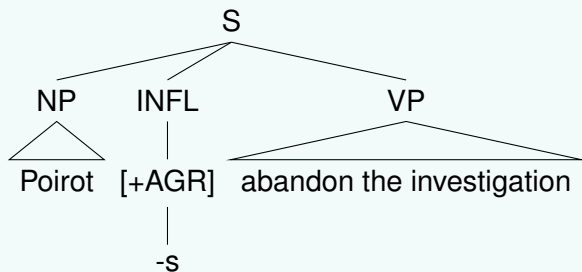 S
NP INFL VP
Poirot [+AGR] abandon the investigation
-s